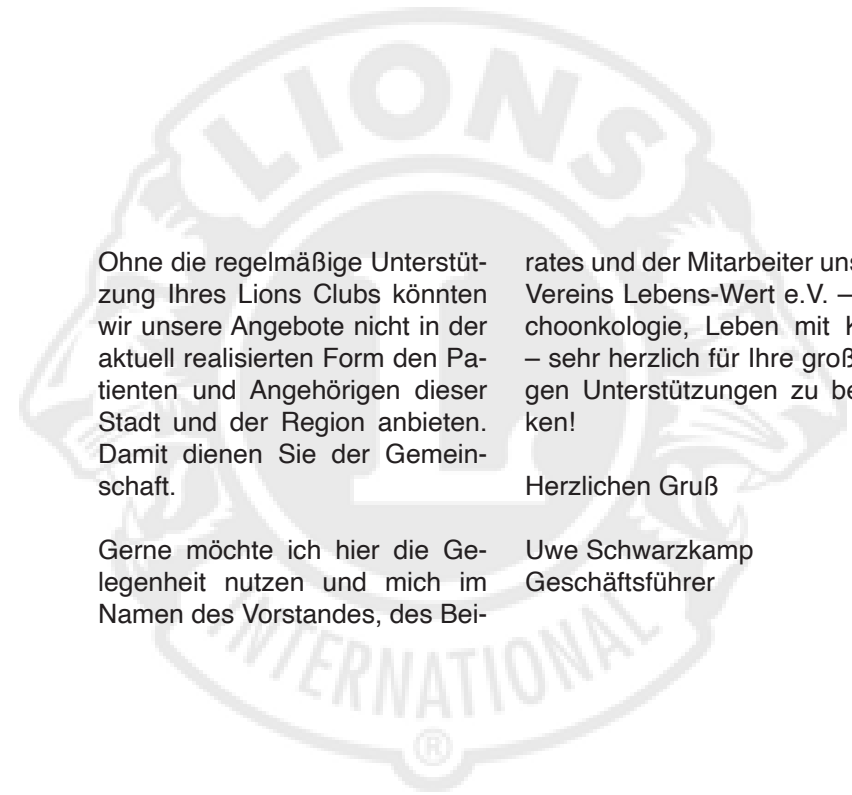 LIONS
Ohne die regelmäßige Unterstüt-
zung Ihres Lions Clubs könnten
wir unsere Angebote nicht in der
aktuell realisierten Form den Pa-
tienten und Angehörigen dieser
Stadt und der Region anbieten.
Damit dienen Sie der Gemein-
schaft.
Gerne möchte ich hier die Ge-
legenheit nutzen und mich im
Namen des Vorstandes, des Bei-
rates und der Mitarbeiter
Vereins Lebens-Wert e.V. –
choonkologie, Leben mit
– sehr herzlich für Ihre
gen Unterstützungen zu
ken!
Herzlichen Gruß
Uwe Schwarzkamp
Geschäftsführer
L
INTERNATIONAL
®